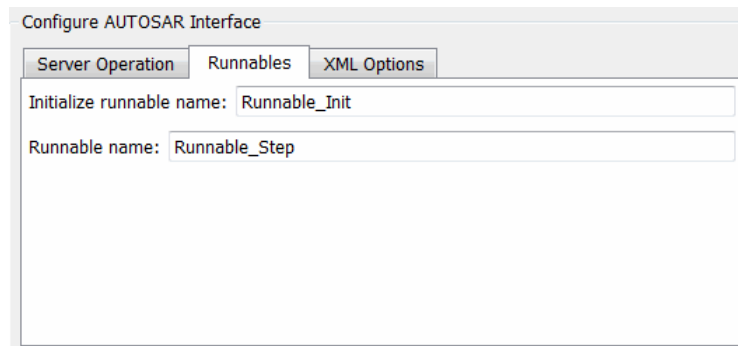 Configure AUTOSAR Interface
Server Operation Runnables XML Options
Initialize runnable name: Runnable_Init
Runnable name: Runnable_Step